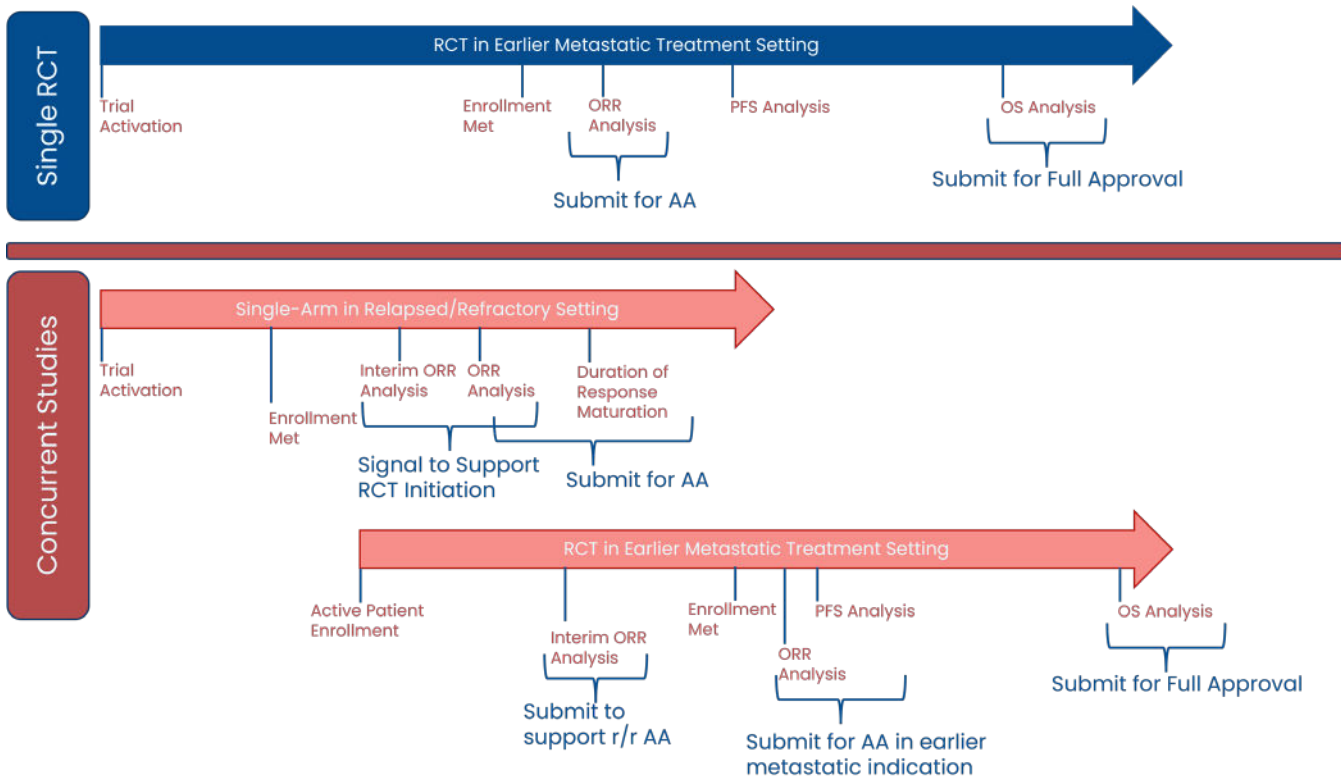 Single RCT
RCT in Earlier Metastatic Treatment Setting
Trial
Activation
Enrollment
Met
ORR
Analysis
PFS Analysis
OS Analysis
Submit for AA
Submit for Full Approval
Concurrent Studies
Single-Arm in Relapsed/Refractory Setting
Trial
Activation
Enrollment
Met
Interim ORR
Analysis
ORR
Analysis
Duration of
Response
Maturation
Signal to Support
RCT Initiation
Submit for AA
RCT in Earlier Metastatic Treatment Setting
Active Patient
Enrollment
Interim ORR
Analysis
Enrollment
Met
ORR
Analysis
PFS Analysis
OS Analysis
Submit to
support r/r AA
Submit for AA in earlier
metastatic indication
Submit for Full Approval